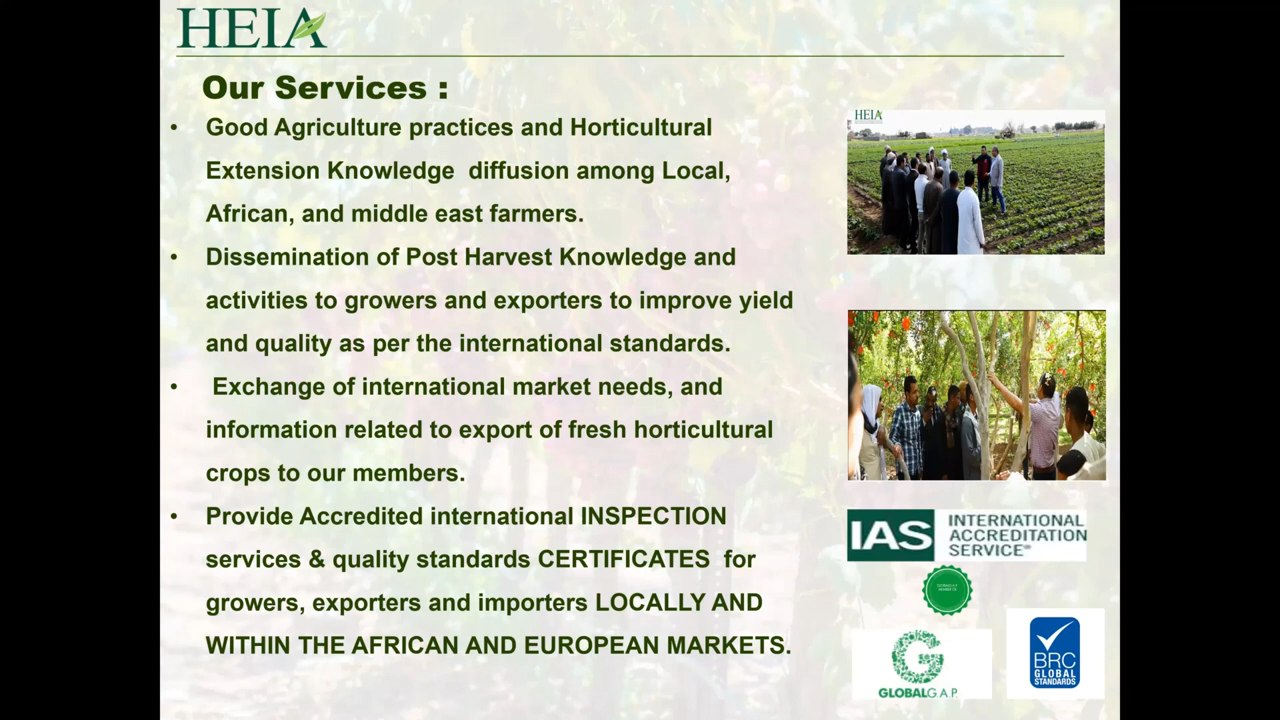 HEIA
Our Services :
• Good Agriculture practices and Horticultural
Extension Knowledge diffusion among Local,
African, and middle east farmers.
• Dissemination of Post Harvest Knowledge and
activities to growers and exporters to improve yield
and quality as per the international standards.
• Exchange of international market needs, and
information related to export of fresh horticultural
crops to our members.
• Provide Accredited international INSPECTION
services & quality standards CERTIFICATES for
growers, exporters and importers LOCALLY AND
WITHIN THE AFRICAN AND EUROPEAN MARKETS.
HEIA
IAS
INTERNATIONAL
ACCREDITATION
SERVICE
GLOBALG.A.P.
BRC
GLOBAL
STANDARDS